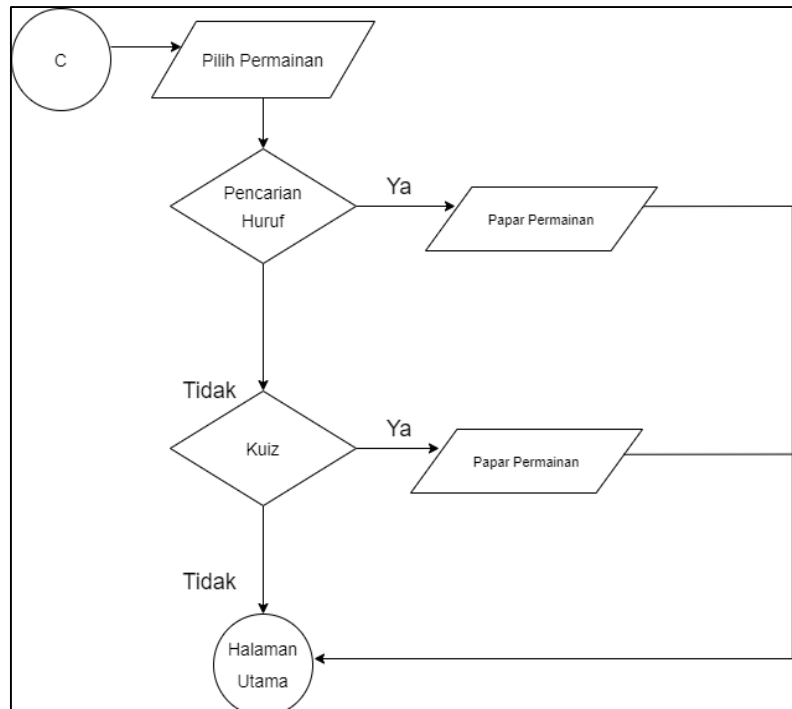 C
Pilih Permainan
Pencarian
Huruf
Ya
Papar Permainan
Tidak
Kuiz
Ya
Papar Permainan
Tidak
Halaman
Utama